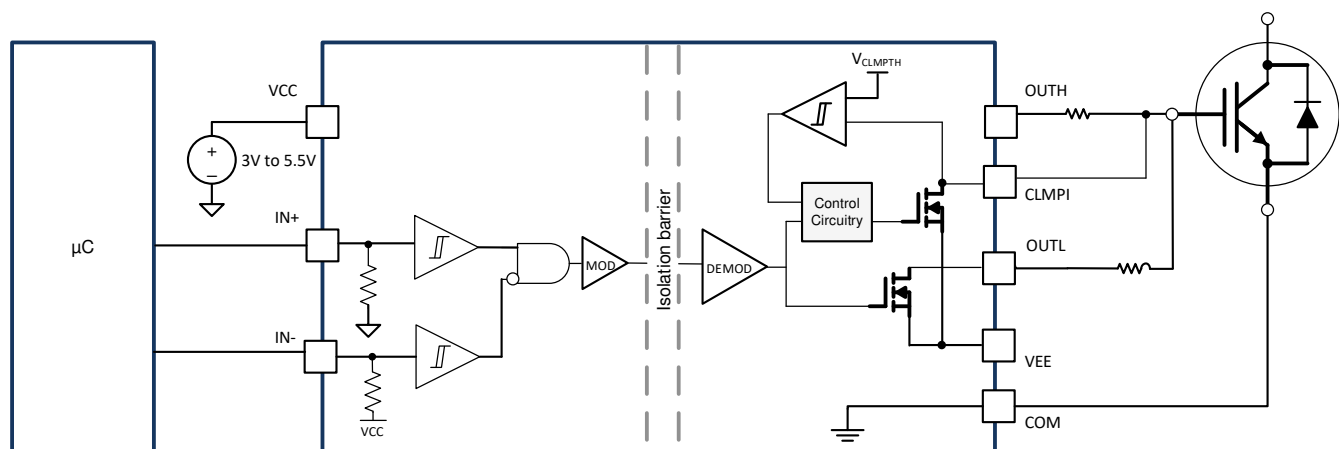 µC
VCC
+
−
3V to 5.5V
IN+
IN-
VCC
MOD
Isolation barrier
DEMOD
VCLMPTH
Control
Circuitry
OUTH
CLMPI
OUTL
VEE
COM